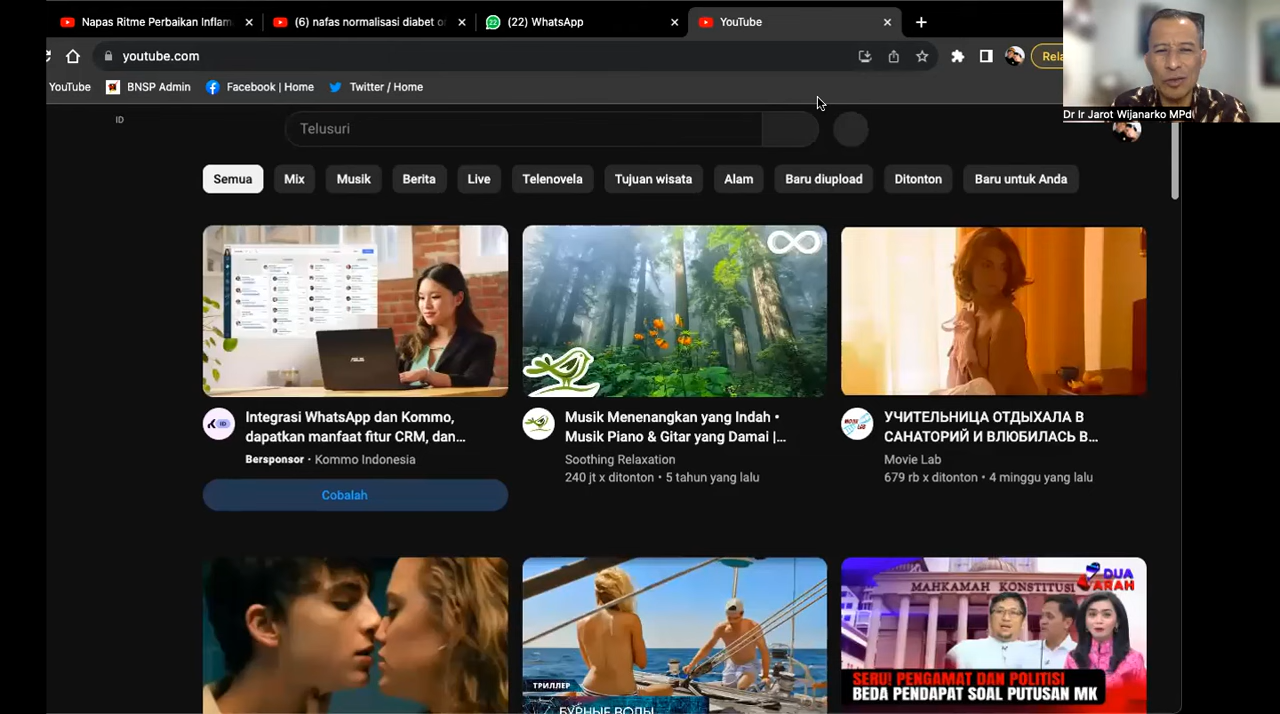 Napas Ritme Perbaikan Inflam
(6) nafas normalisasi diabet o
(22) WhatsApp
YouTube
youtube.com
Rela
YouTube
BNSP Admin
Facebook | Home
Twitter / Home
Dr Ir Jarot Wijanarko MPd
ID
Telusuri
Semua
Mix
Musik
Berita
Live
Telenovela
Tujuan wisata
Alam
Baru diupload
Ditonton
Baru untuk Anda
ASUS
Integrasi WhatsApp dan Kommo,
dapatkan manfaat fitur CRM, dan...
Bersponsor • Kommo Indonesia
Cobalah
Musik Menenangkan yang Indah •
Musik Piano & Gitar yang Damai |...
Soothing Relaxation
240 jt x ditonton • 5 tahun yang lalu
УЧИТЕЛЬНИЦА ОТДЫХАЛА В
САНАТОРИЙ И ВЛЮБИЛАСЬ В...
Movie Lab
679 rb x ditonton • 4 minggu yang lalu
ТРИЛЛЕР
БУРНЫЕ ВОДЫ
DUA
ARAH
MAHKAMAH KONSTITUSI
SERU! PENGAMAT DAN POLITISI
BEDA PENDAPAT SOAL PUTUSAN MK